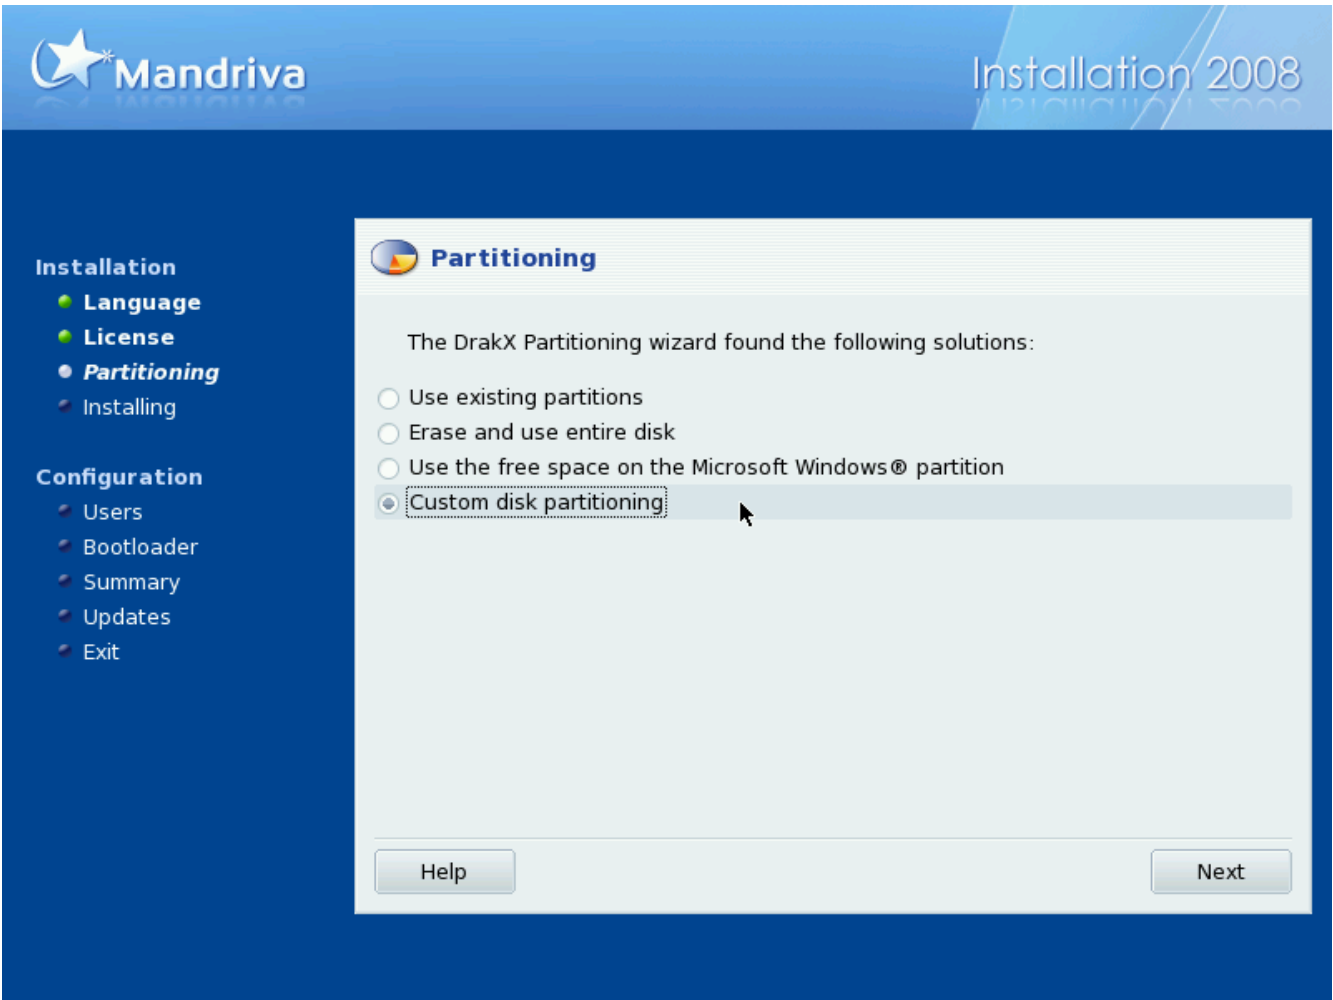 Mandriva
Installation 2008
Installation
Language
License
Partitioning
Installing
Configuration
Users
Bootloader
Summary
Updates
Exit
Partitioning
The DrakX Partitioning wizard found the following solutions:
Use existing partitions
Erase and use entire disk
Use the free space on the Microsoft Windows® partition
Custom disk partitioning
Help
Next